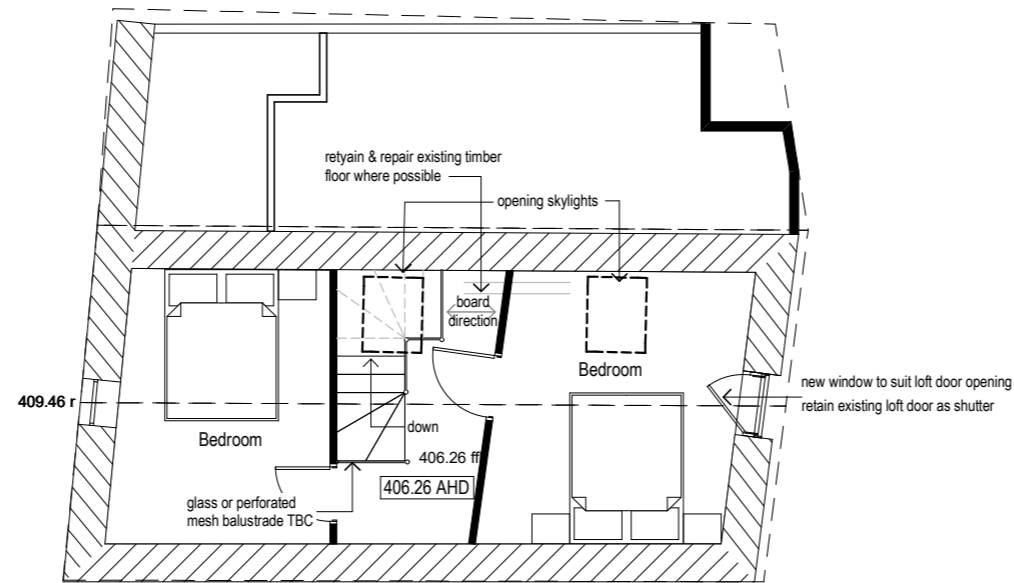 retyain & repair existing timber
floor where possible
opening skylights
board
direction
Bedroom
new window to suit loft door opening
retain existing loft door as shutter
409.46 r
down
Bedroom
406.26 ff
406.26 AHD
glass or perforated
mesh balustrade TBC